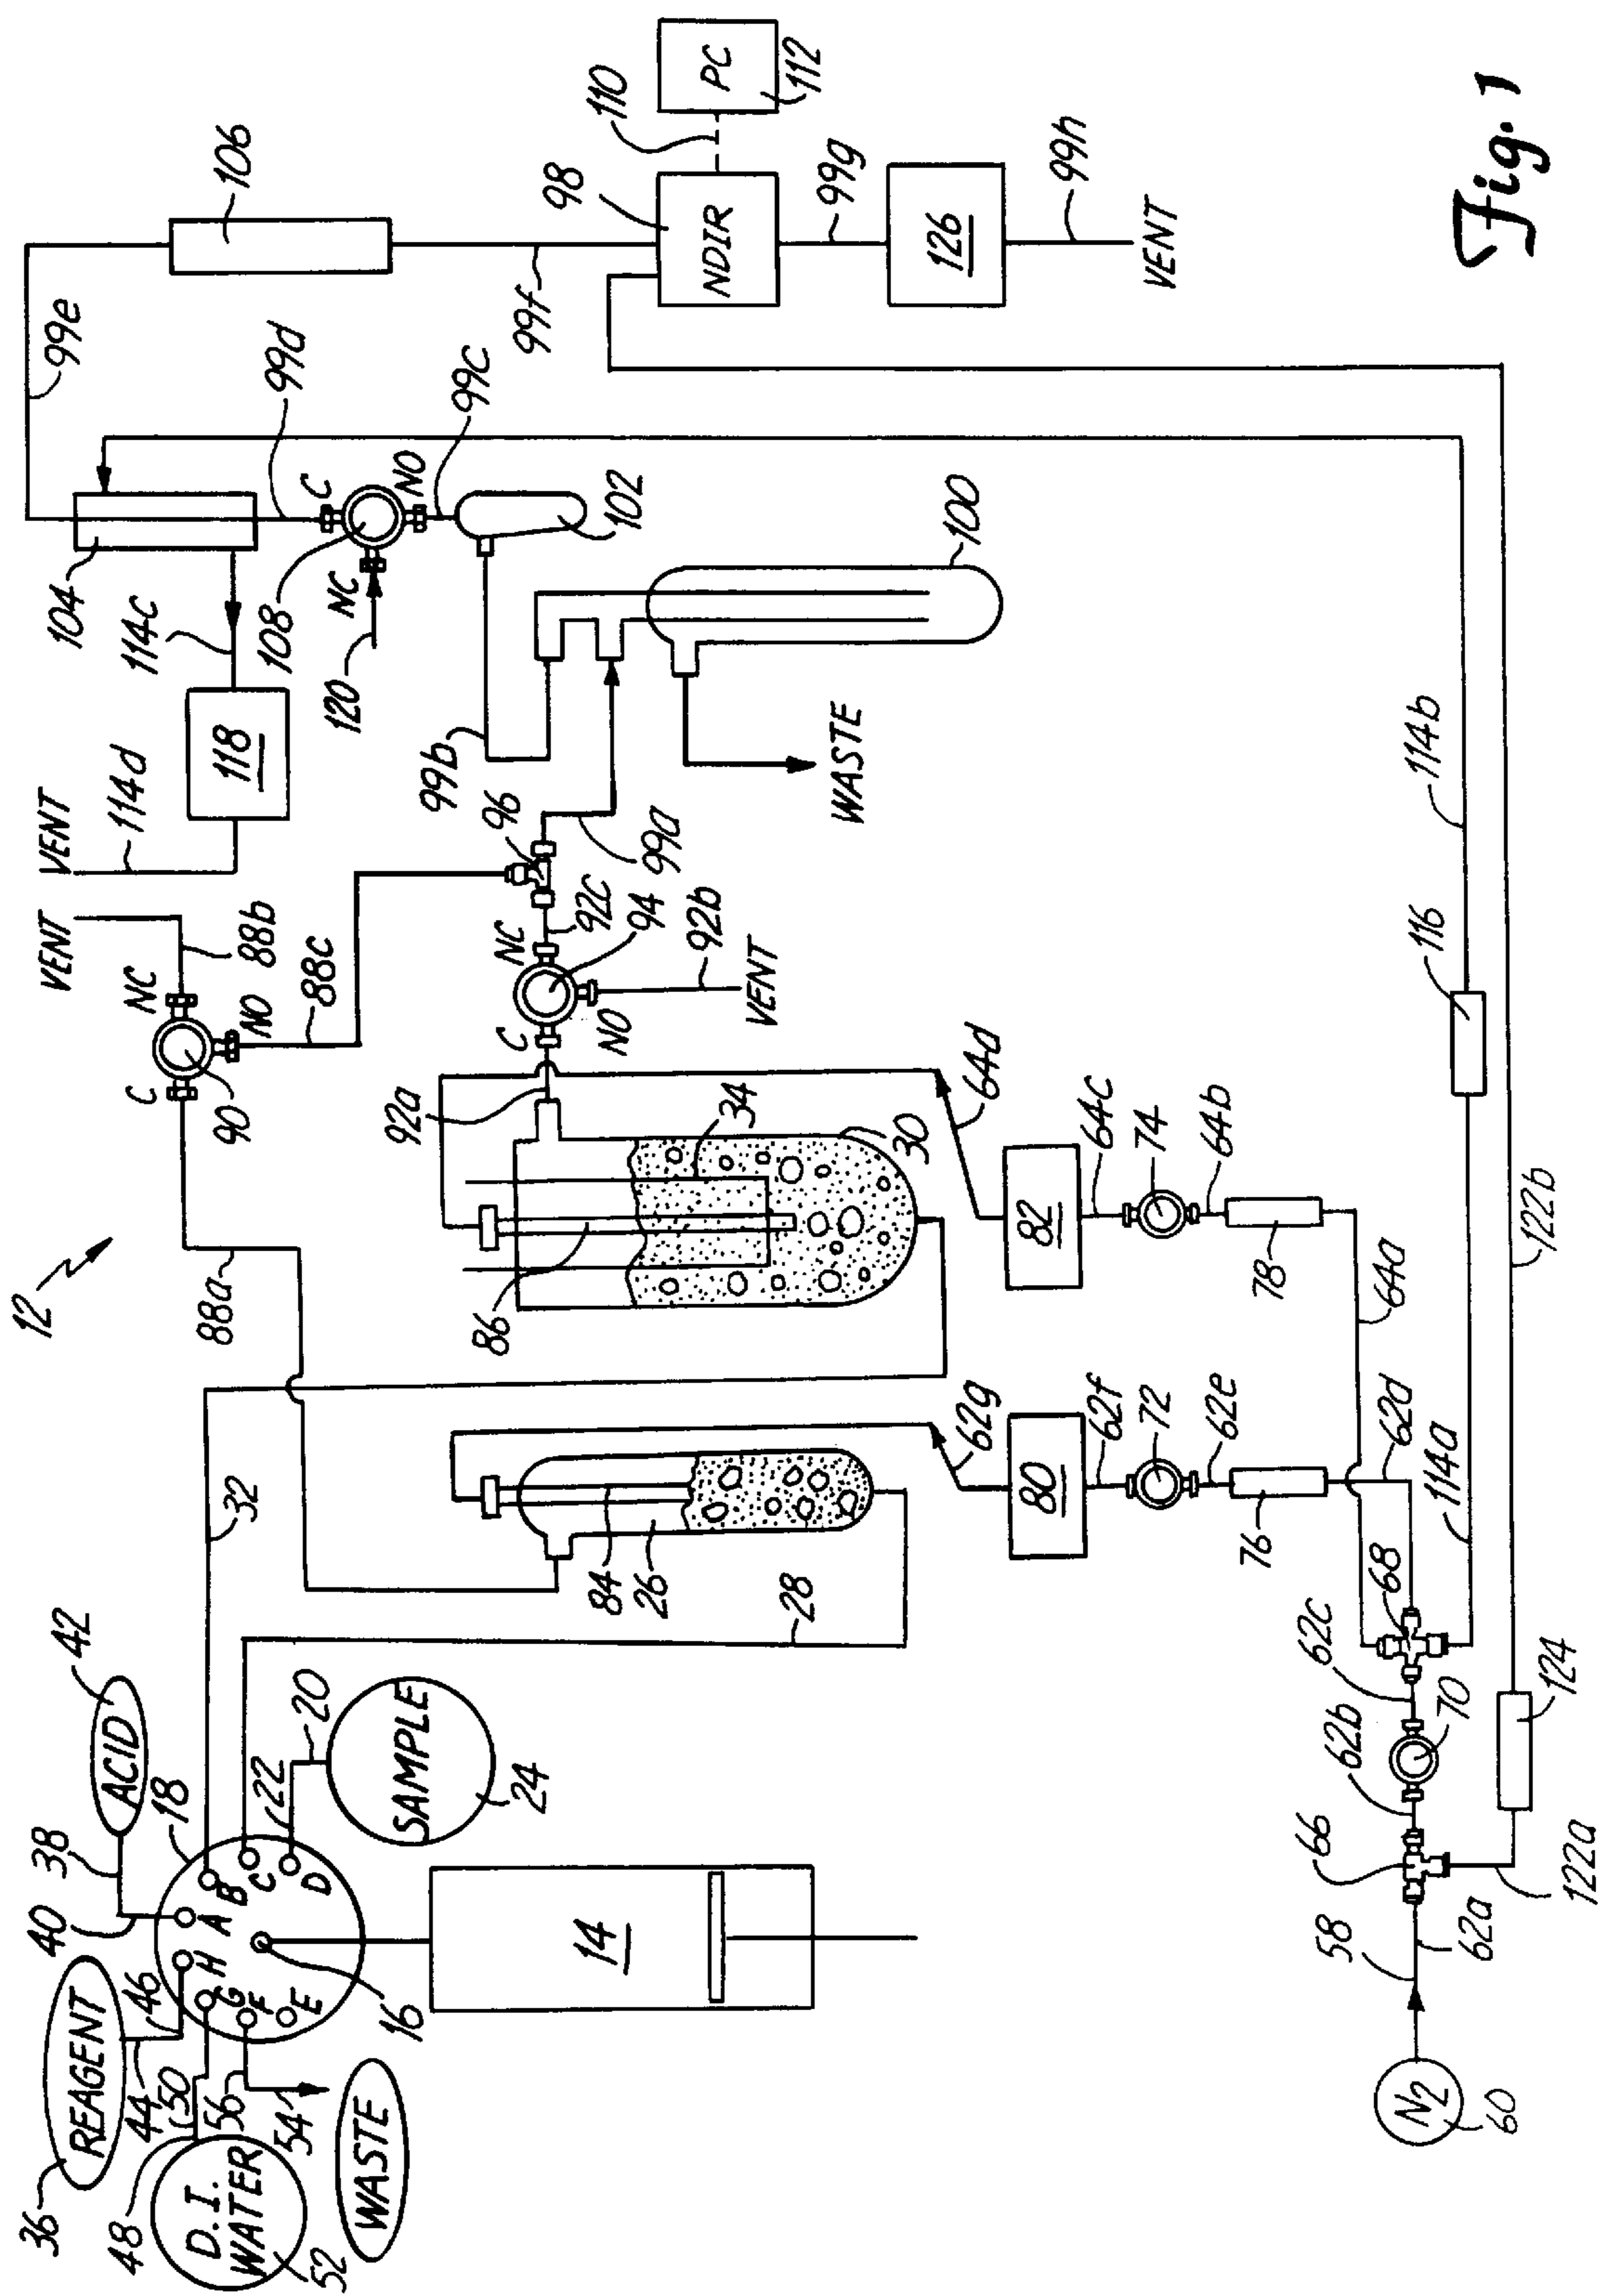 12
VENT
VENT
114d
118
114c
104
99e
106
88b
NC
C
NO
90
88c
88a
120
NC
108
C
NO
99d
99c
102
99b
96
99a
100
WASTE
99f
98
NDIR
110
PC
112
99g
126
99h
VENT
92a
C
NC
NO
92c
94
92b
VENT
36
REAGENT
44
46
40
38
ACID
42
18
A
B
C
D
E
F
G
H
16
32
22
20
SAMPLE
24
48
50
D.I.
WATER
52
56
54
WASTE
14
28
84
26
86
34
30
62g
80
62f
72
62e
76
62d
64d
82
64c
74
64b
78
64a
N2
60
58
62a
66
62b
70
62c
68
114a
116
114b
122a
124
122b
Fig. 1